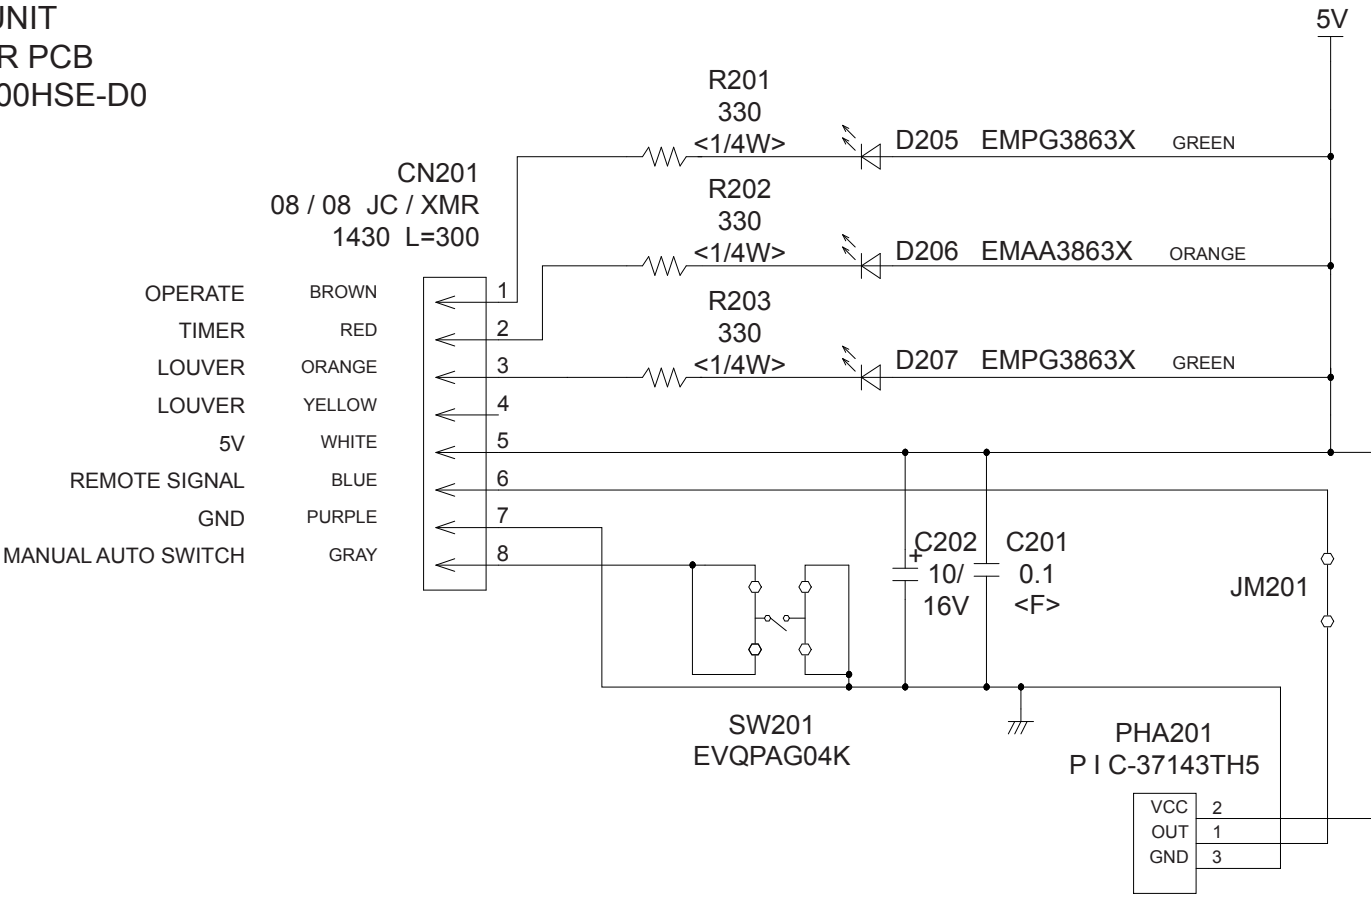 UNIT
R PCB
00HSE-D0
5V
R201
330
<1/4W>
D205 EMPG3863X GREEN
CN201
08 / 08 JC / XMR
1430 L=300
R202
330
<1/4W>
D206 EMAA3863X ORANGE
R203
330
<1/4W>
D207 EMPG3863X GREEN
OPERATE BROWN 1
TIMER RED 2
LOUVER ORANGE 3
LOUVER YELLOW 4
5V WHITE 5
REMOTE SIGNAL BLUE 6
GND PURPLE 7
MANUAL AUTO SWITCH GRAY 8
+
C202
10/
16V
C201
0.1
<F>
JM201
SW201
EVQPAG04K
PHA201
P I C-37143TH5
VCC 2
OUT 1
GND 3